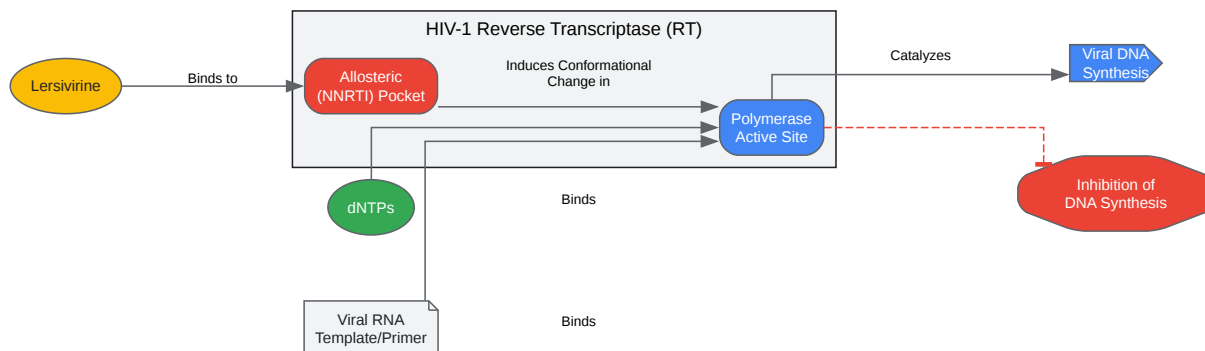 HIV-1 Reverse Transcriptase (RT)
Lersivirine
Binds to
Allosteric
(NNRTI) Pocket
Induces Conformational
Change in
Polymerase
Active Site
Catalyzes
Viral DNA
Synthesis
Inhibition of
DNA Synthesis
dNTPs
Binds
Viral RNA
Template/Primer
Binds